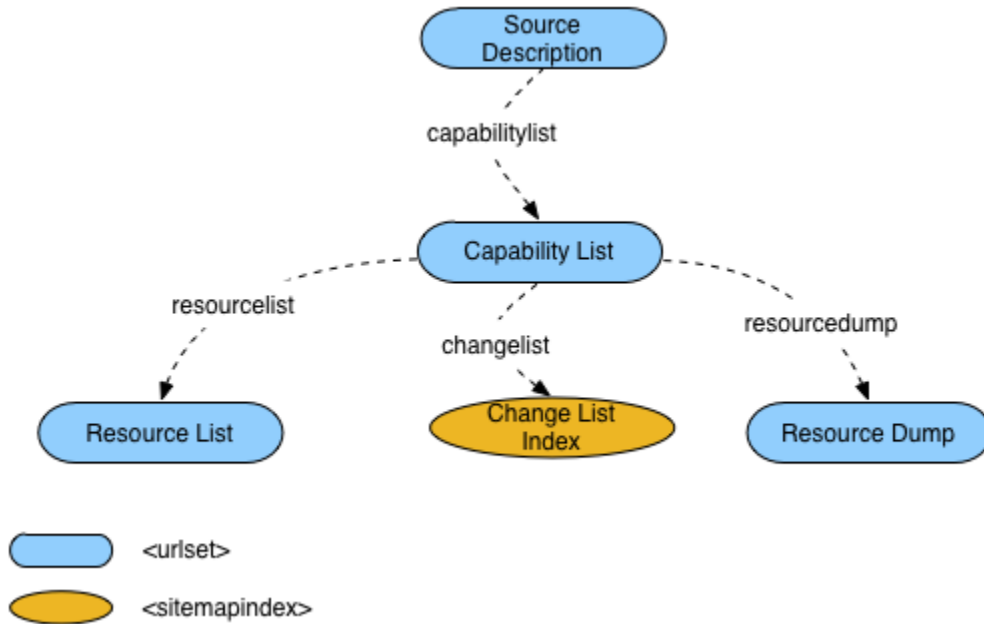 Source
Description
capabilitylist
Capability List
resourcelist
changelist
resourcedump
Resource List
Change List
Index
Resource Dump
<urlset>
<sitemapindex>